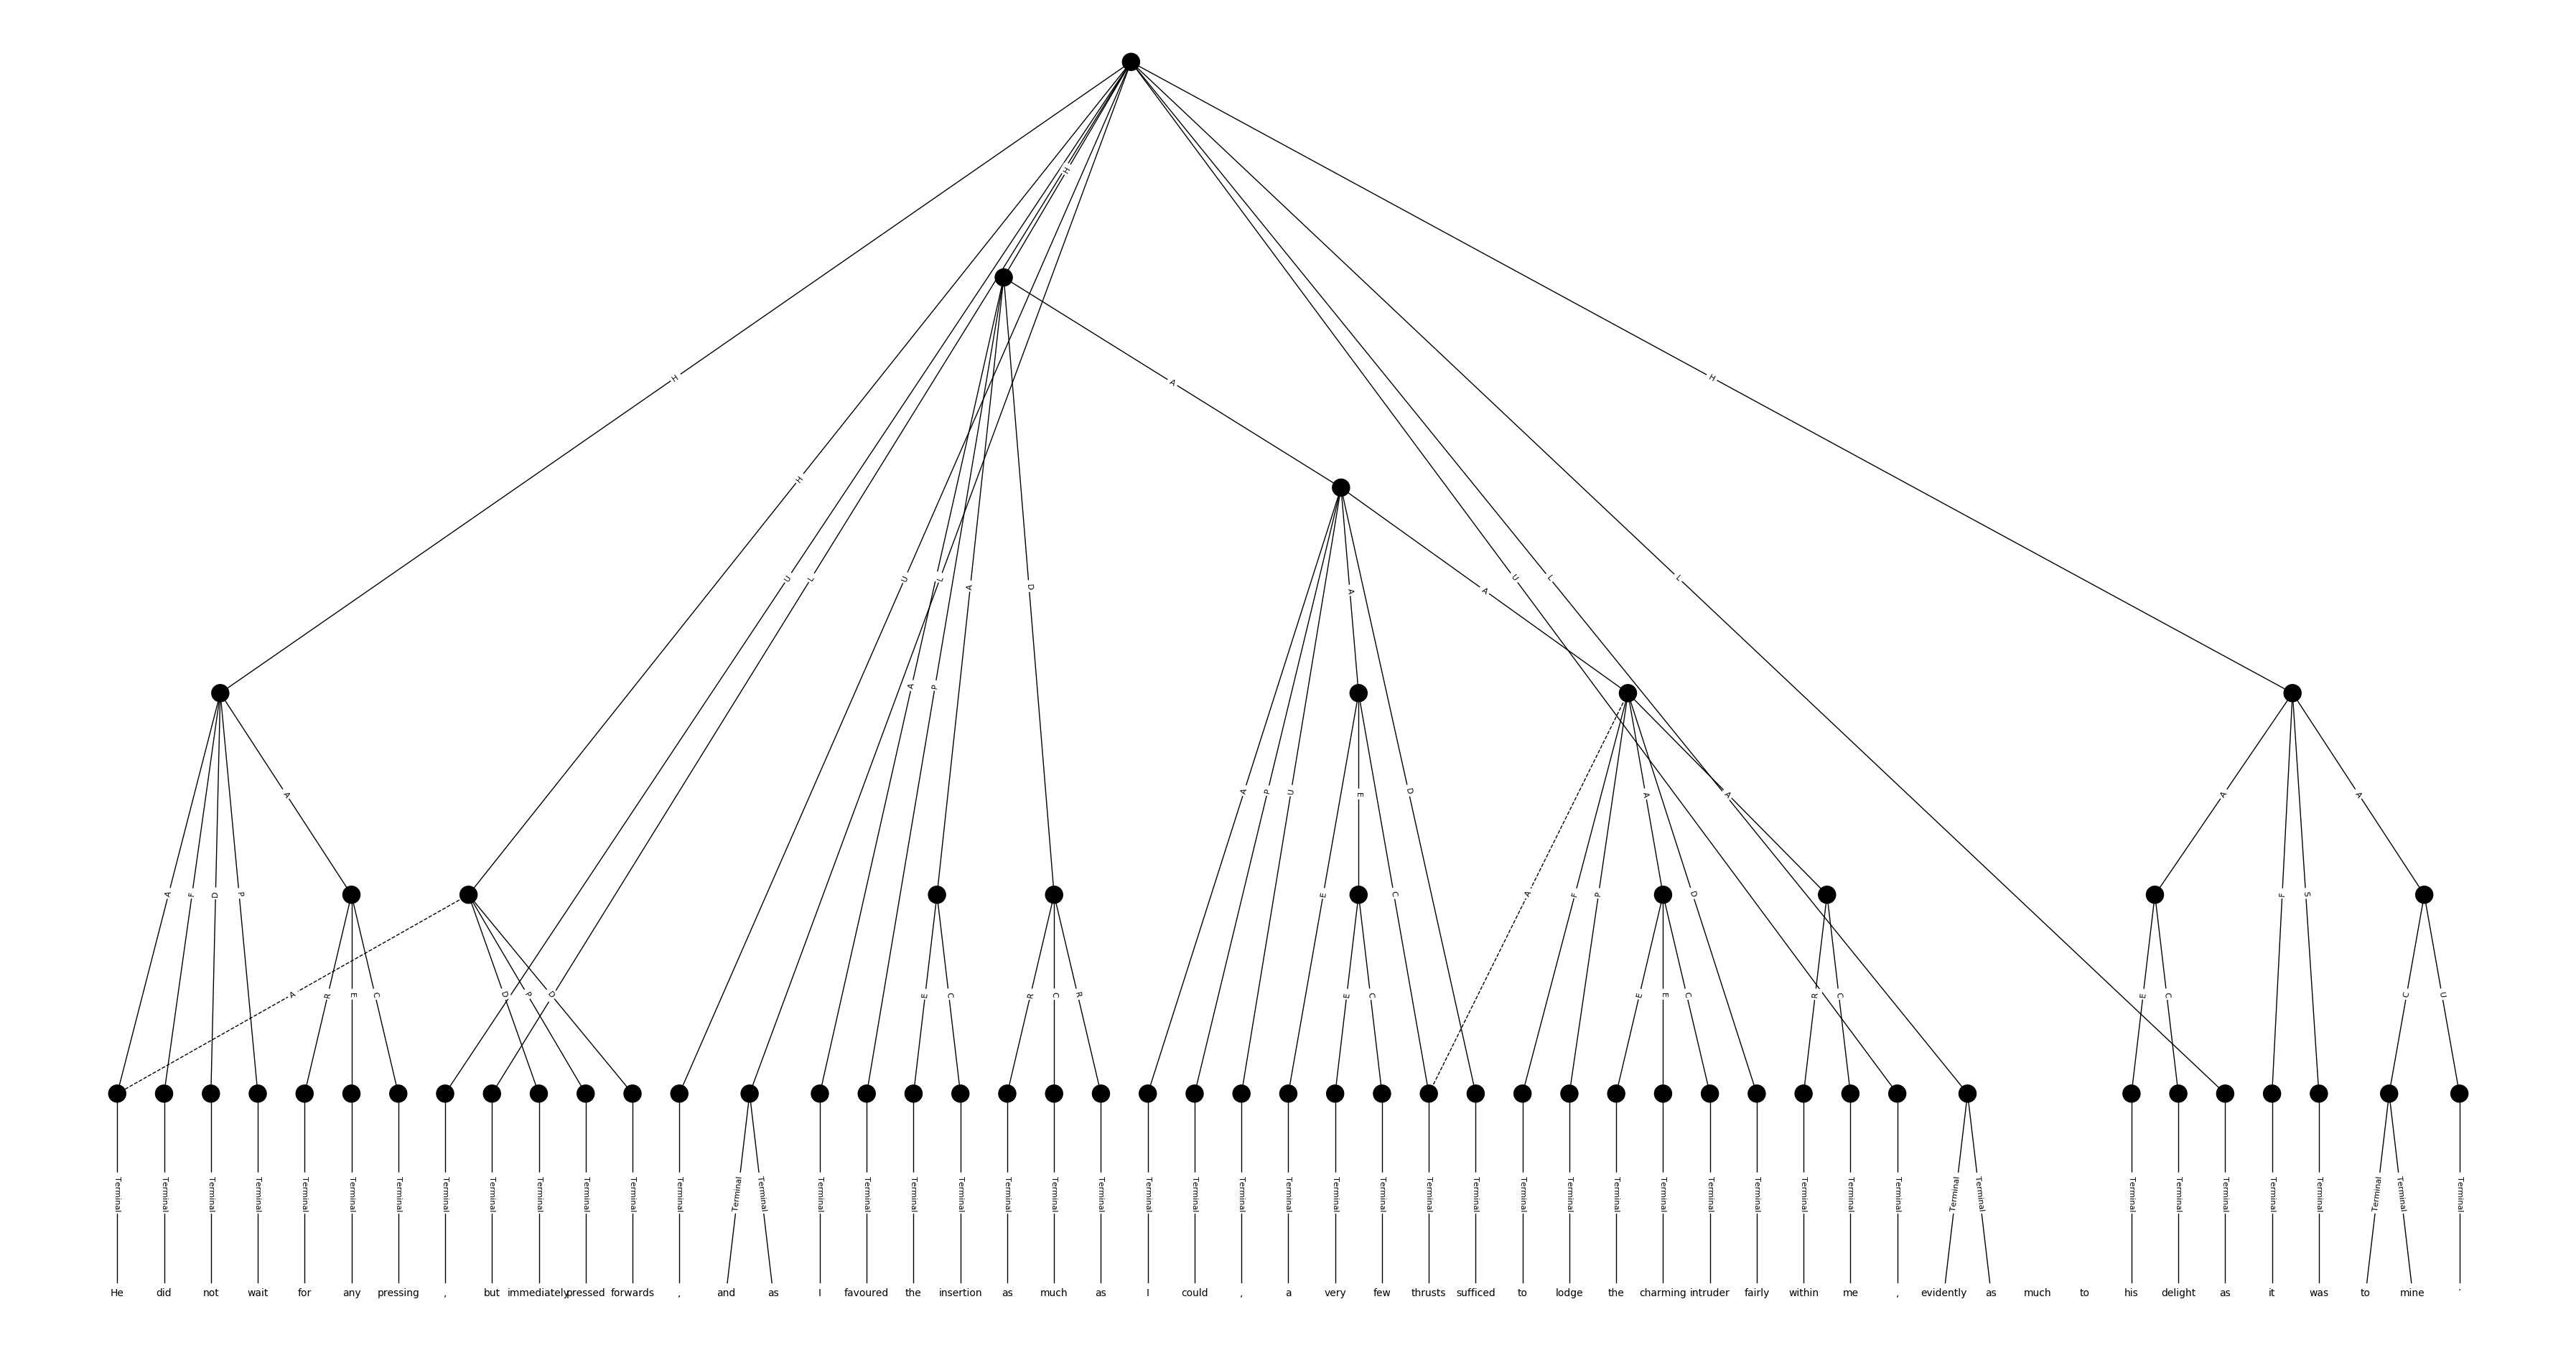 H
H
A
H
H
U
L
U
L
A
D
A
A
U
L
L
A
P
A
A
P
U
E
D
A
A
A
A
F
D
P
E
C
A
F
P
D
F
S
A
R
E
C
D
P
D
E
C
R
C
R
E
C
E
E
C
R
C
E
C
C
U
Terminal Terminal Terminal Terminal Terminal Terminal Terminal Terminal Terminal Terminal Terminal Terminal Terminal Terminal Terminal Terminal Terminal Terminal Terminal Terminal Terminal Terminal Terminal Terminal Terminal Terminal Terminal Terminal Terminal Terminal Terminal Terminal Terminal Terminal Terminal Terminal Terminal Terminal Terminal Terminal Terminal Terminal Terminal Terminal Terminal Terminal Terminal Terminal
He did not wait for any pressing , but immediately pressed forwards , and as I favoured the insertion as much as I could , a very few thrusts sufficed to lodge the charming intruder fairly within me , evidently as much to his delight as it was to mine .